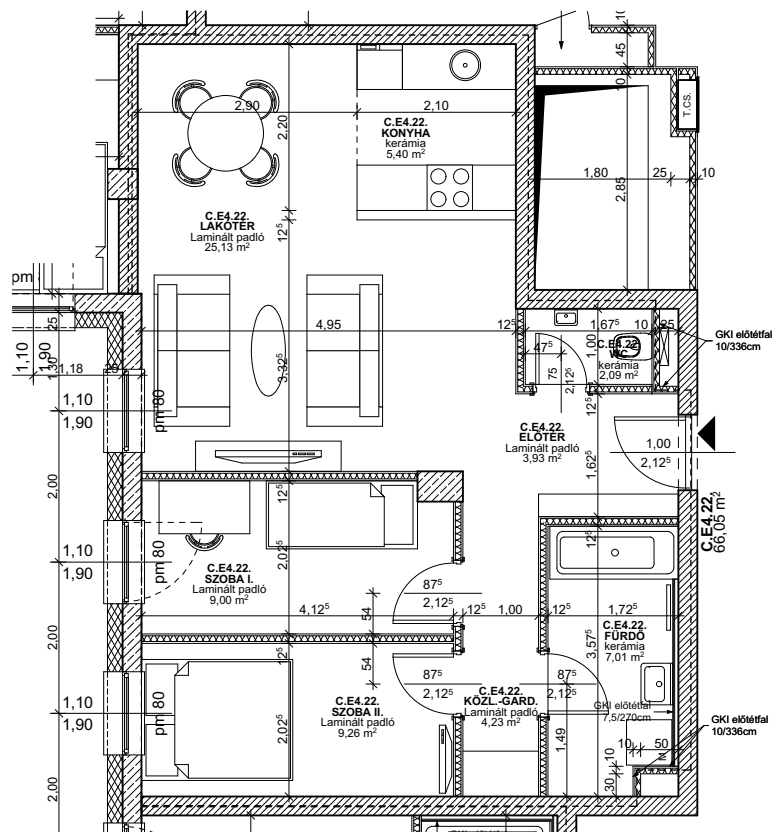 10
45
10
T.CS.
2,90
2,10
2,20
C.E4.22.
KONYHA
kerámia
5,40 m²
1,80
25
10
2,85
C.E4.22.
LAKÓTÉR
Laminált padló
25,13 m²
12⁵
pm
25
4,95
12⁵
1,67⁵
10
25
GKI előtétfal
10/336cm
47⁵
1,00
C.E4.22.
WC
kerámia
2,09 m²
75
2,12⁵
1,10
1,90
1,30
1,18
25
3,32⁵
1,10
1,90
pm 80
12⁵
C.E4.22.
ELŐTÉR
Laminált padló
3,93 m²
1,00
2,12⁵
1,62⁵
C.E4.22.
66,05 m²
2,00
12⁵
12⁵
1,10
1,90
pm 80
C.E4.22.
SZOBA I.
Laminált padló
9,00 m²
2,02⁵
87⁵
2,12⁵
54
4,12⁵
12⁵
1,00
12⁵
1,72⁵
C.E4.22.
FÜRDŐ
kerámia
7,01 m²
3,57⁵
2,00
12⁵
54
87⁵
2,12⁵
87⁵
2,12⁵
1,10
1,90
pm 80
C.E4.22.
SZOBA II.
Laminált padló
9,26 m²
2,02⁵
C.E4.22.
KÖZL.-GARD.
Laminált padló
4,23 m²
GKI előtétfal
7,5/270cm
GKI előtétfal
10/336cm
1,49
10
50
M
10
30
2,00